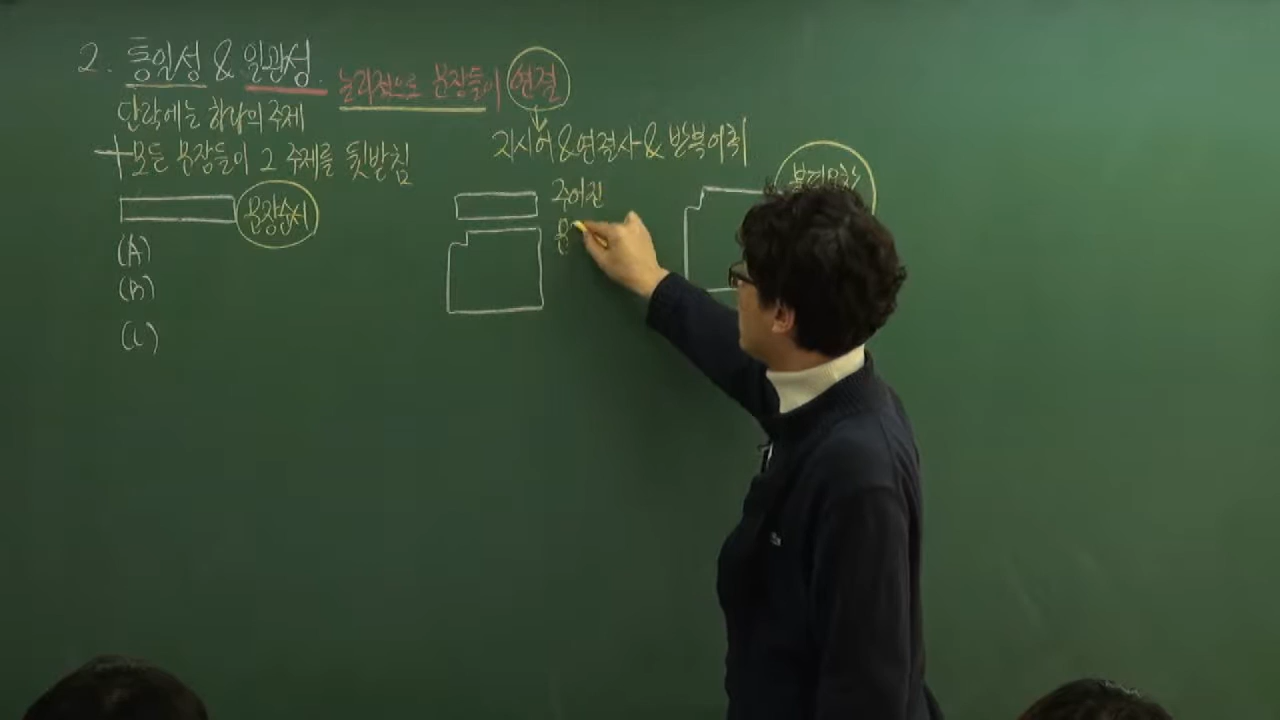 2. 통일성 & 일관성. 논리적으로 문장들이 연결
단락에는 하나의 주제
모든 문장들이 그 주제를 뒷받침
지시어&연결사&반복어휘
문장순서
(A)
(B)
(C)
주어진
문